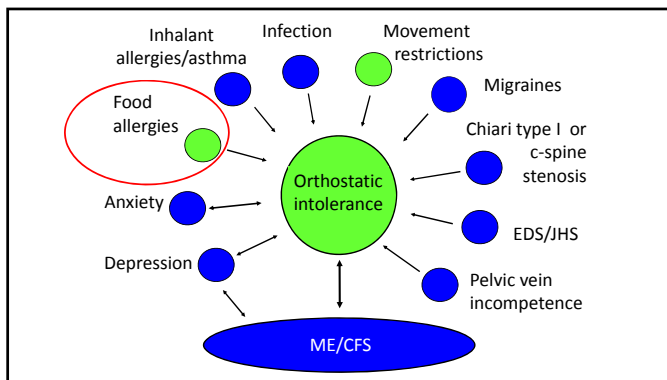 Inhalant
allergies/asthma
Infection
Movement
restrictions
Migraines
Food
allergies
Chiari type I or
c-spine
stenosis
Orthostatic
intolerance
Anxiety
EDS/JHS
Depression
Pelvic vein
incompetence
ME/CFS